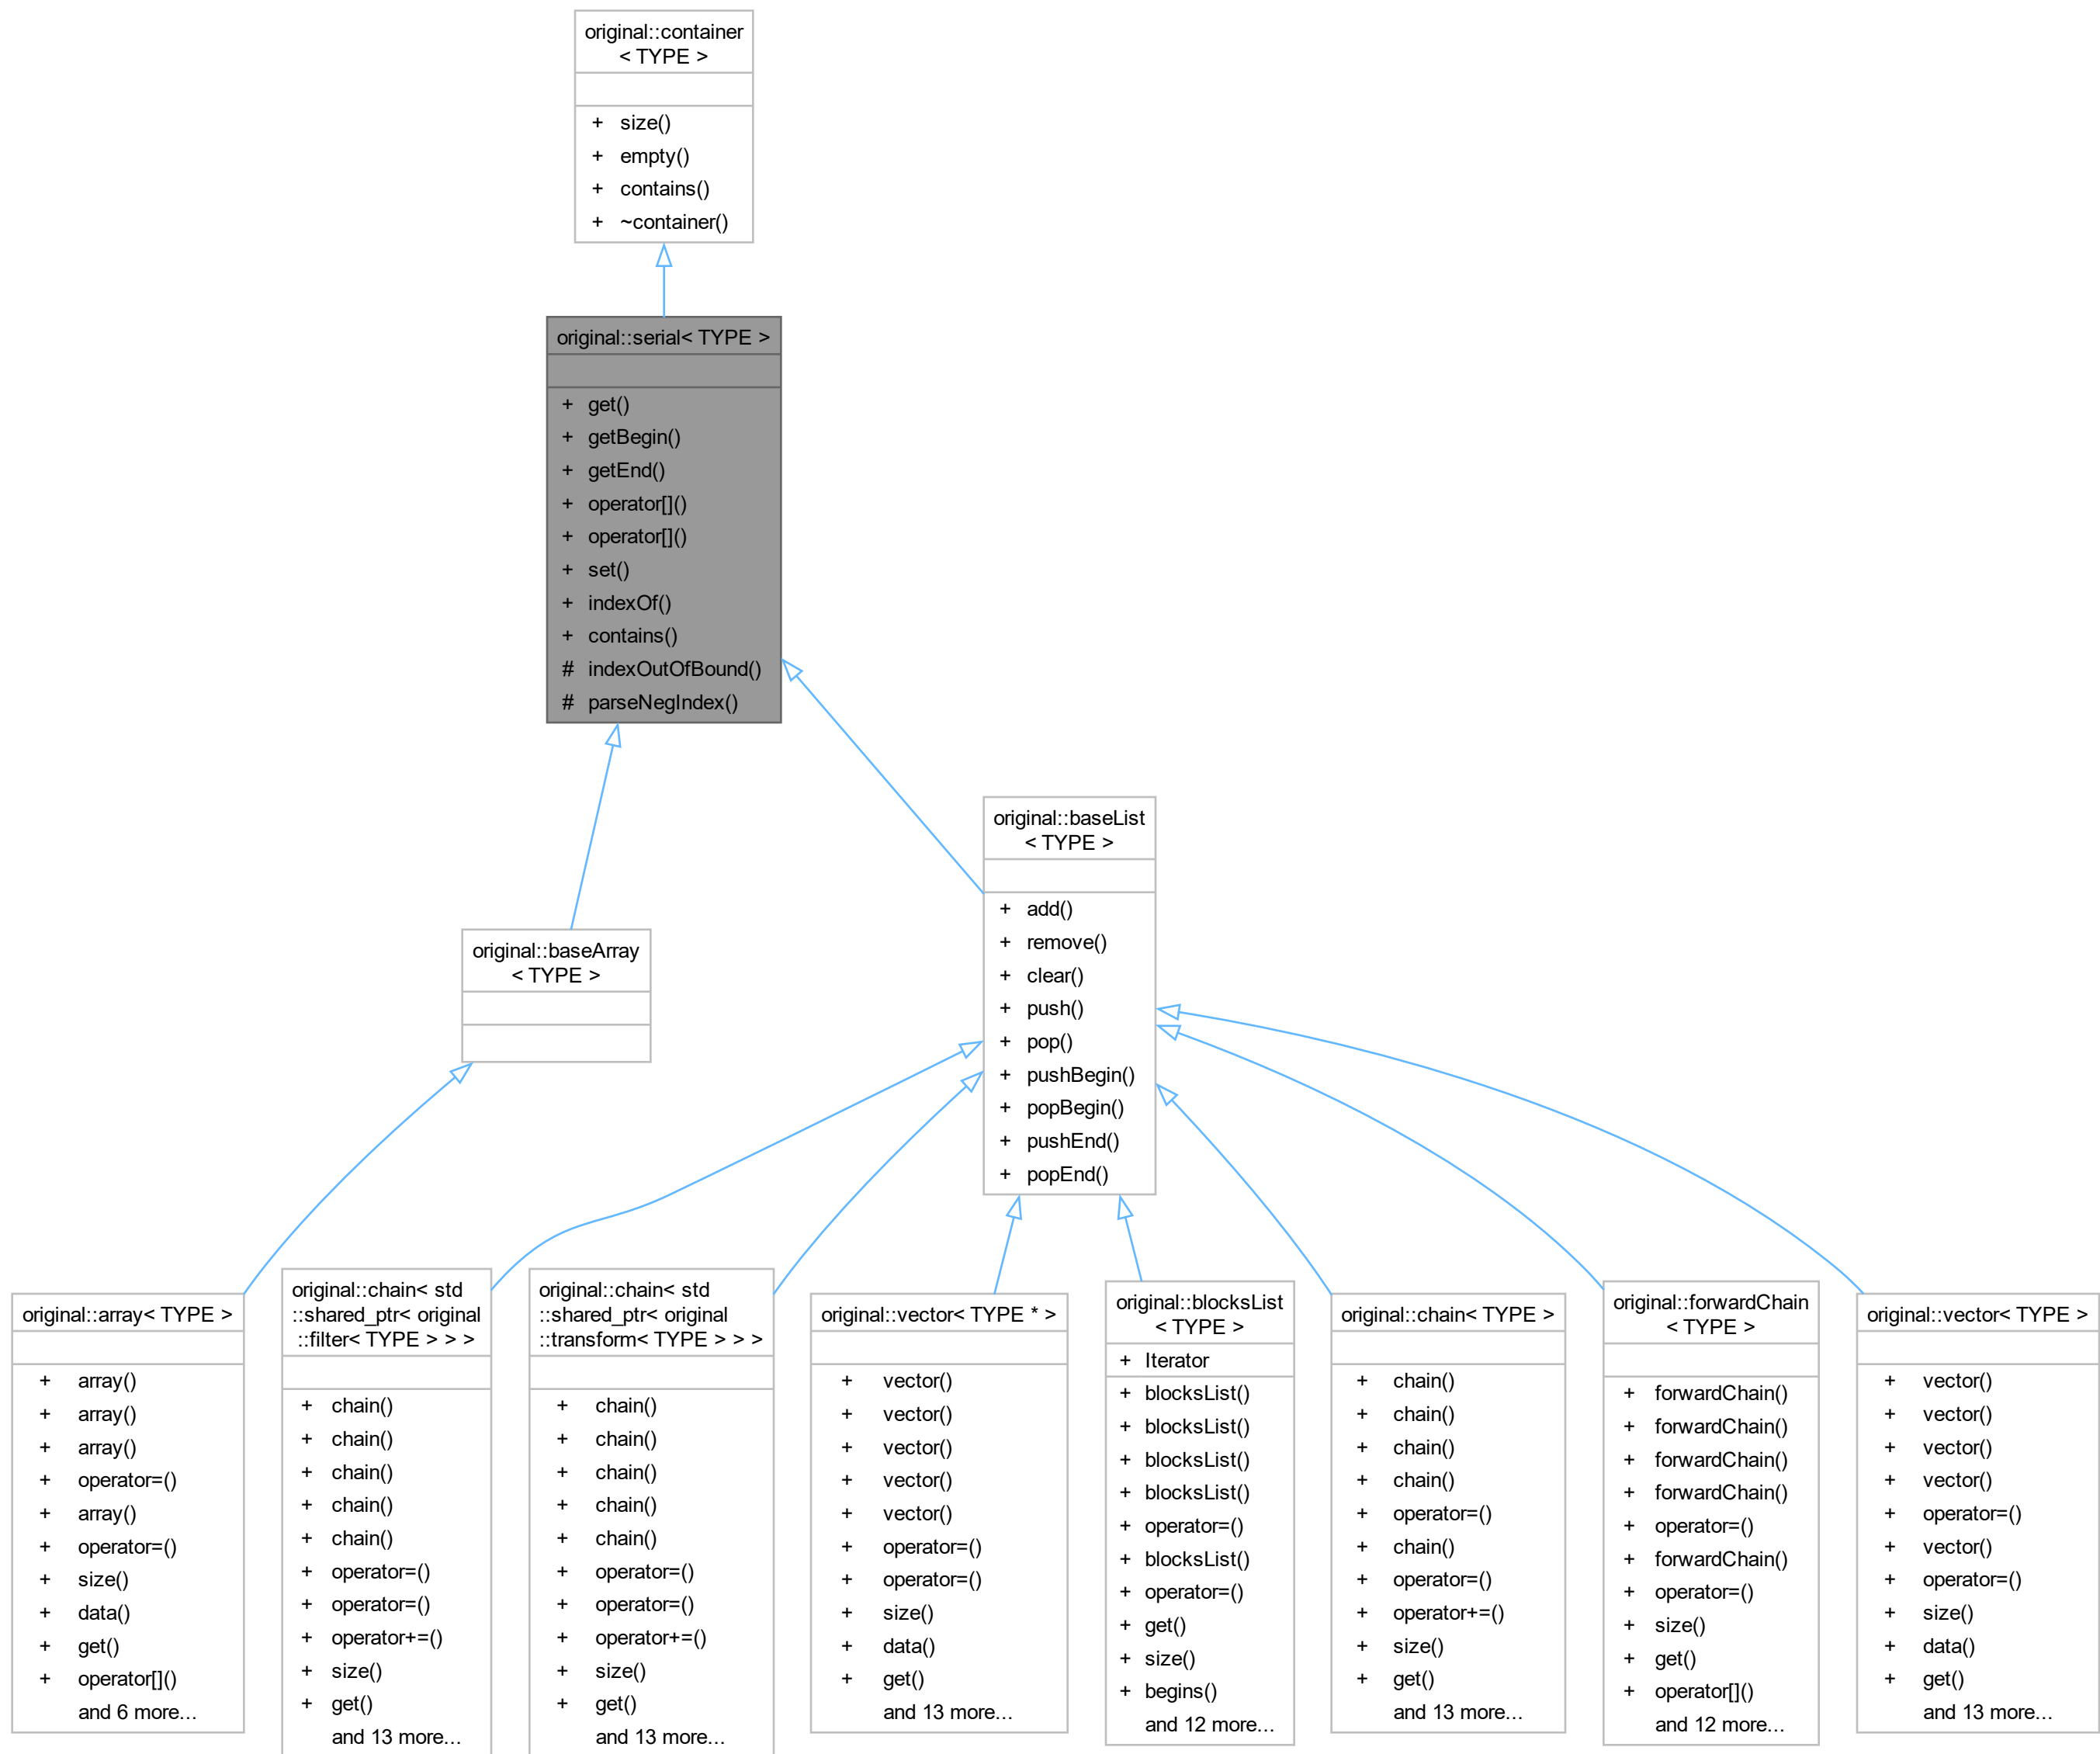 original::container
< TYPE >
+ size()
+ empty()
+ contains()
+ ~container()
original::serial< TYPE >
+ get()
+ getBegin()
+ getEnd()
+ operator[]()
+ operator[]()
+ set()
+ indexOf()
+ contains()
# indexOutOfBound()
# parseNegIndex()
original::baseList
< TYPE >
+ add()
+ remove()
+ clear()
+ push()
+ pop()
+ pushBegin()
+ popBegin()
+ pushEnd()
+ popEnd()
original::baseArray
< TYPE >
original::array< TYPE >
+ array()
+ array()
+ array()
+ operator=()
+ array()
+ operator=()
+ size()
+ data()
+ get()
+ operator[]()
and 6 more...
original::chain< std
::shared_ptr< original
::filter< TYPE > > >
+ chain()
+ chain()
+ chain()
+ chain()
+ chain()
+ operator=()
+ operator=()
+ operator+=()
+ size()
+ get()
and 13 more...
original::chain< std
::shared_ptr< original
::transform< TYPE > > >
+ chain()
+ chain()
+ chain()
+ chain()
+ chain()
+ operator=()
+ operator=()
+ operator+=()
+ size()
+ get()
and 13 more...
original::vector< TYPE * >
+ vector()
+ vector()
+ vector()
+ vector()
+ vector()
+ operator=()
+ operator=()
+ size()
+ data()
+ get()
and 13 more...
original::blocksList
< TYPE >
+ Iterator
+ blocksList()
+ blocksList()
+ blocksList()
+ blocksList()
+ operator=()
+ blocksList()
+ operator=()
+ get()
+ size()
+ begins()
and 12 more...
original::chain< TYPE >
+ chain()
+ chain()
+ chain()
+ chain()
+ operator=()
+ chain()
+ operator=()
+ operator+=()
+ size()
+ get()
and 13 more...
original::forwardChain
< TYPE >
+ forwardChain()
+ forwardChain()
+ forwardChain()
+ forwardChain()
+ operator=()
+ forwardChain()
+ operator=()
+ size()
+ get()
+ operator[]()
and 12 more...
original::vector< TYPE >
+ vector()
+ vector()
+ vector()
+ vector()
+ operator=()
+ vector()
+ operator=()
+ size()
+ data()
+ get()
and 13 more...